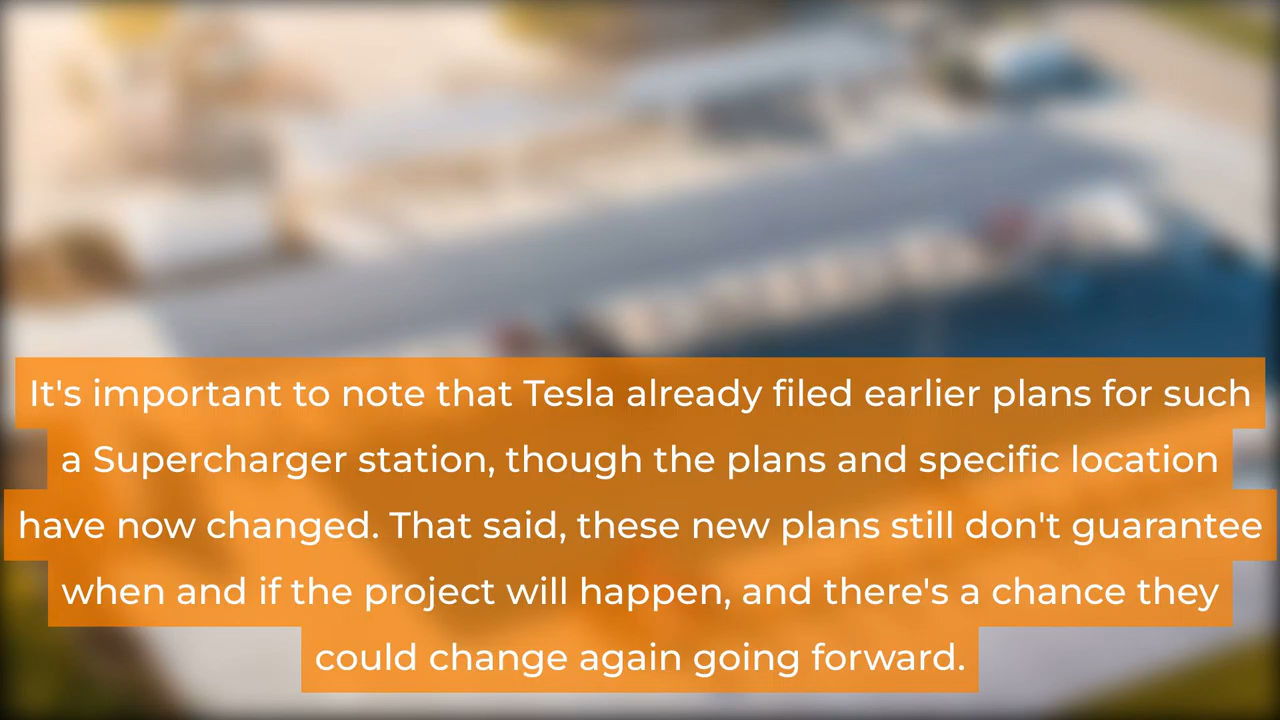 It's important to note that Tesla already filed earlier plans for such
a Supercharger station, though the plans and specific location
have now changed. That said, these new plans still don't guarantee
when and if the project will happen, and there's a chance they
could change again going forward.